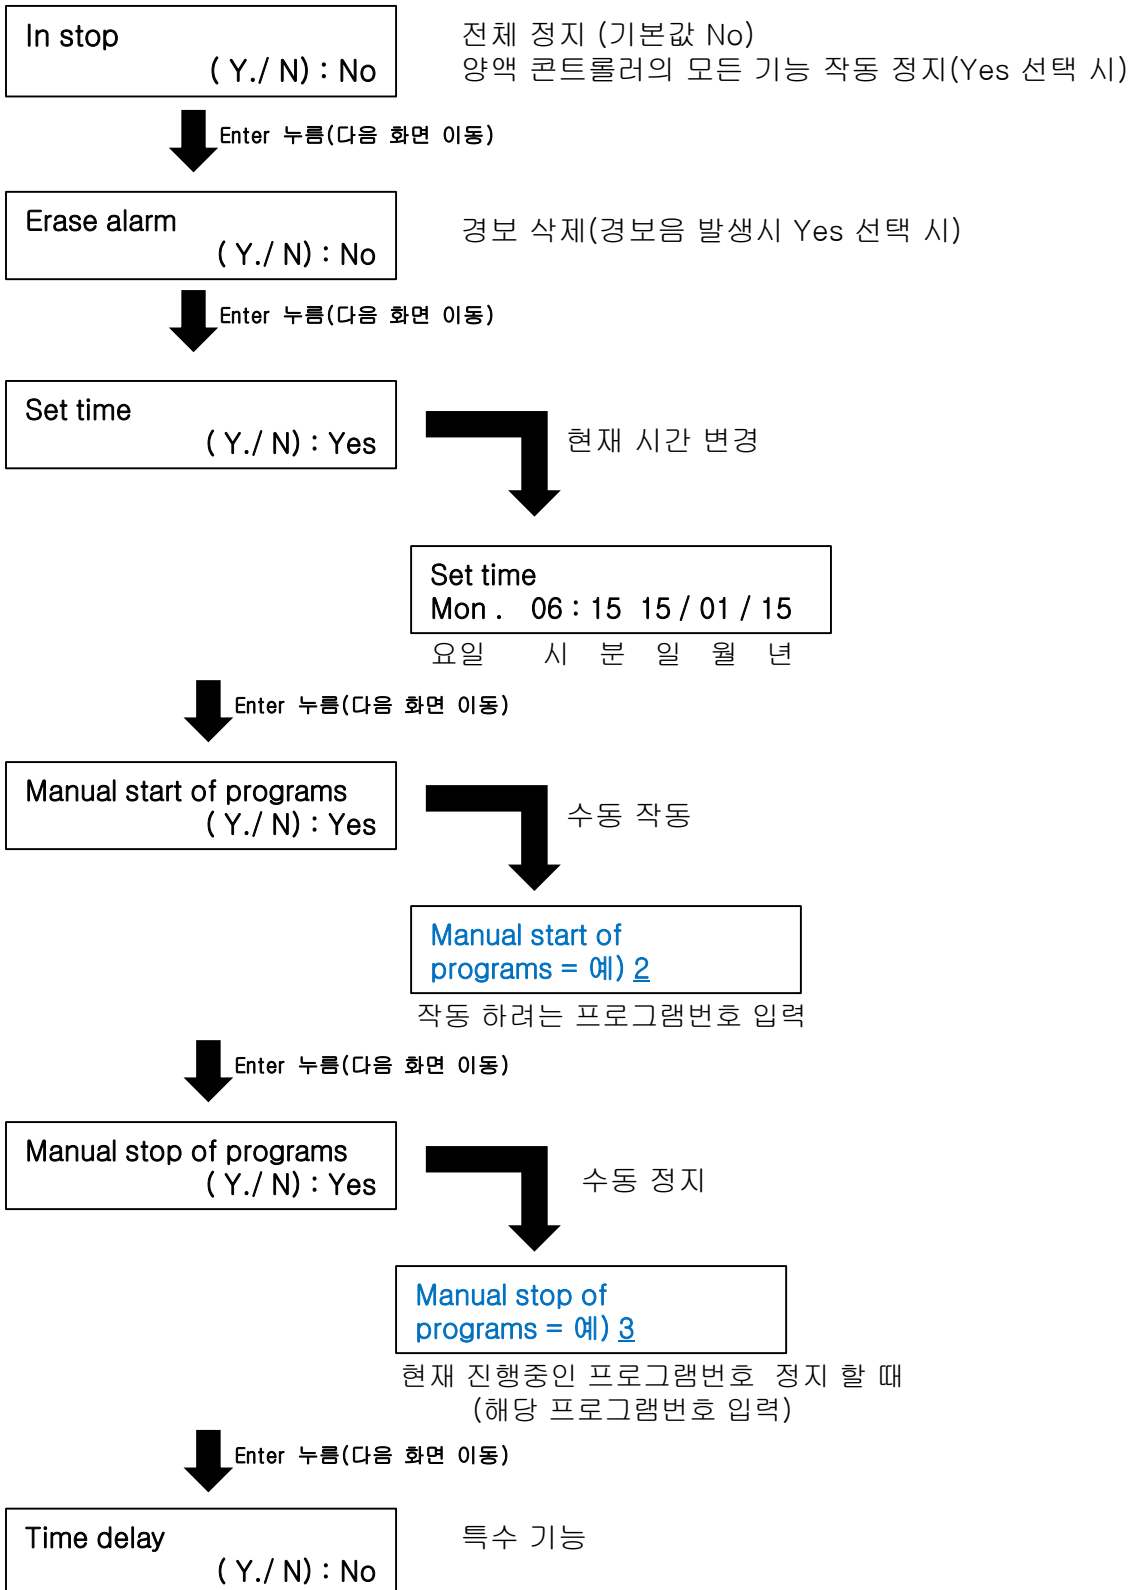 In stop
( Y./ N) : No
전체 정지 (기본값 No)
양액 콘트롤러의 모든 기능 작동 정지(Yes 선택 시)
Enter 누름(다음 화면 이동)
Erase alarm
( Y./ N) : No
경보 삭제(경보음 발생시 Yes 선택 시)
Enter 누름(다음 화면 이동)
Set time
( Y./ N) : Yes
현재 시간 변경
Set time
Mon . 06 : 15 15 / 01 / 15
요일 시 분 일 월 년
Enter 누름(다음 화면 이동)
Manual start of programs
( Y./ N) : Yes
수동 작동
Manual start of
programs = 예) 2
작동 하려는 프로그램번호 입력
Enter 누름(다음 화면 이동)
Manual stop of programs
( Y./ N) : Yes
수동 정지
Manual stop of
programs = 예) 3
현재 진행중인 프로그램번호 정지 할 때
(해당 프로그램번호 입력)
Enter 누름(다음 화면 이동)
Time delay
( Y./ N) : No
특수 기능